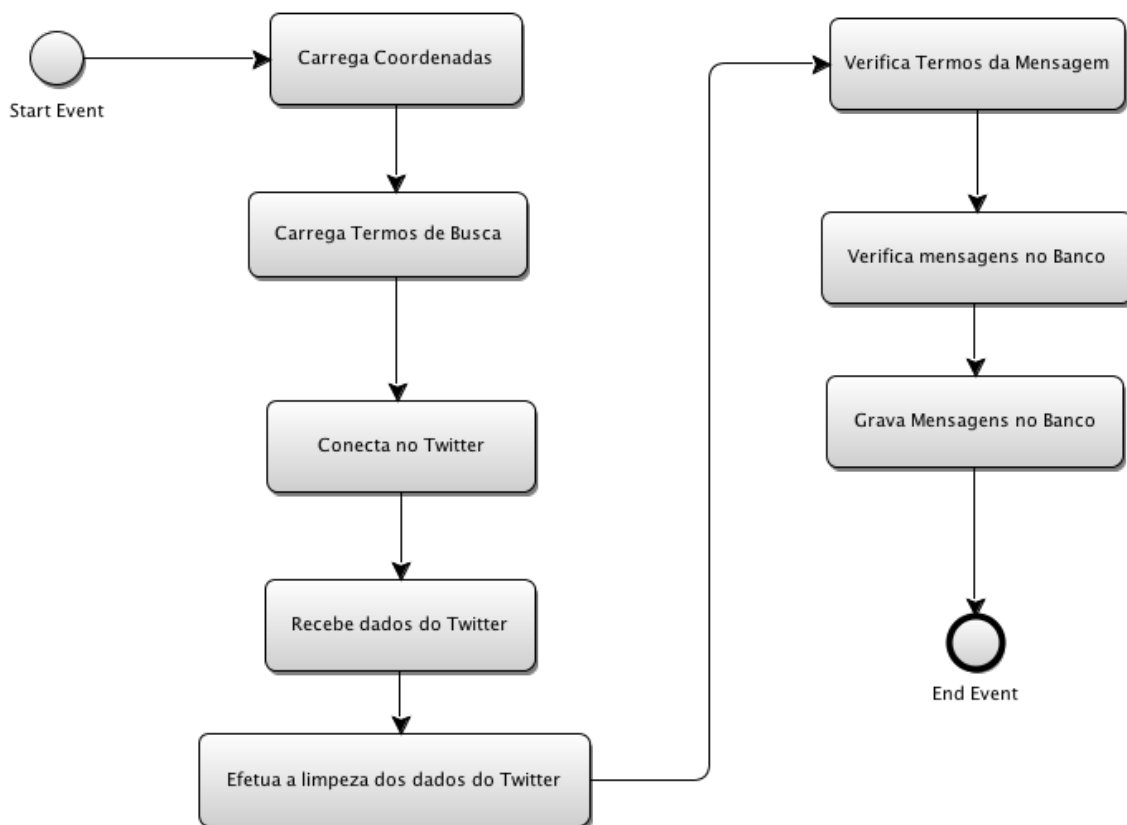 Start Event
Carrega Coordenadas
Carrega Termos de Busca
Conecta no Twitter
Recebe dados do Twitter
Efetua a limpeza dos dados do Twitter
Verifica Termos da Mensagem
Verifica mensagens no Banco
Grava Mensagens no Banco
End Event